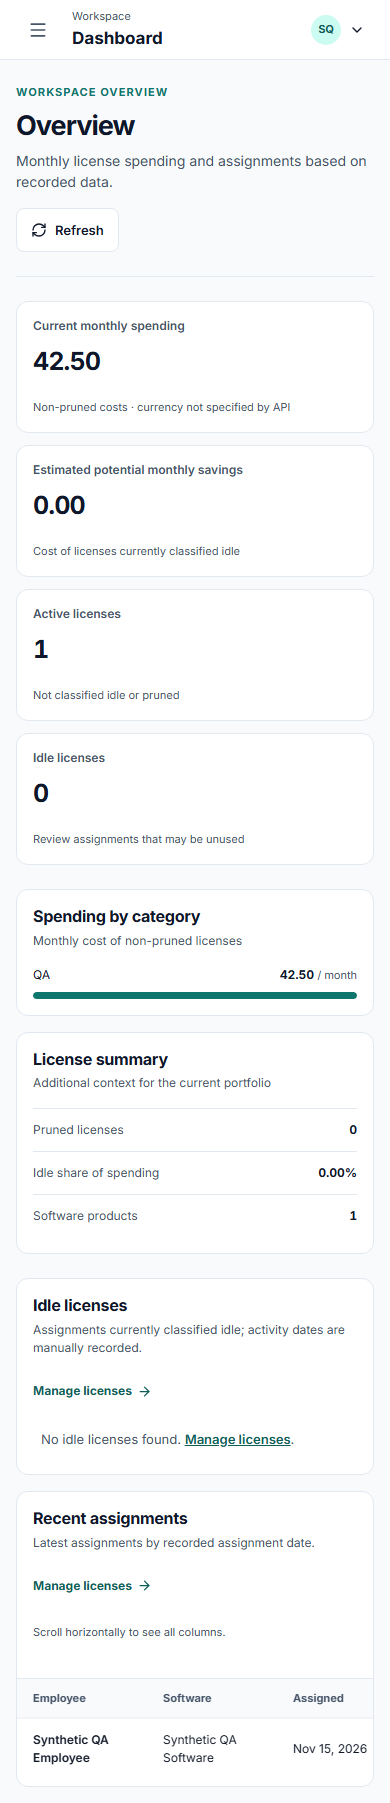 Workspace
Dashboard
SQ
WORKSPACE OVERVIEW
Overview
Monthly license spending and assignments based on
recorded data.
Refresh
Current monthly spending
42.50
Non-pruned costs · currency not specified by API
Estimated potential monthly savings
0.00
Cost of licenses currently classified idle
Active licenses
1
Not classified idle or pruned
Idle licenses
0
Review assignments that may be unused
Spending by category
Monthly cost of non-pruned licenses
QA 42.50 / month
License summary
Additional context for the current portfolio
Pruned licenses 0
Idle share of spending 0.00%
Software products 1
Idle licenses
Assignments currently classified idle; activity dates are
manually recorded.
Manage licenses →
No idle licenses found. Manage licenses.
Recent assignments
Latest assignments by recorded assignment date.
Manage licenses →
Scroll horizontally to see all columns.
Employee Software Assigned
Synthetic QA Employee Synthetic QA Software Nov 15, 2026